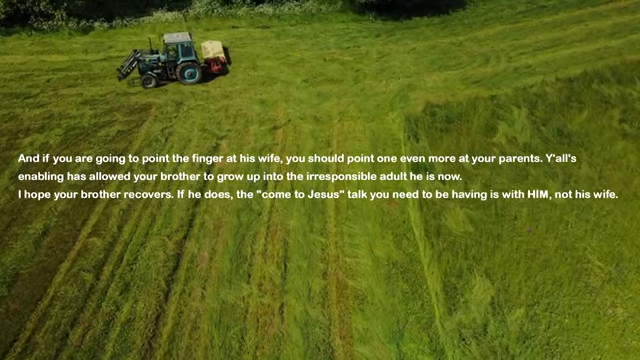 And if you are going to point the finger at his wife, you should point one even more at your parents. Y'all's
enabling has allowed your brother to grow up into the irresponsible adult he is now.
I hope your brother recovers. If he does, the "come to Jesus" talk you need to be having is with HIM, not his wife.